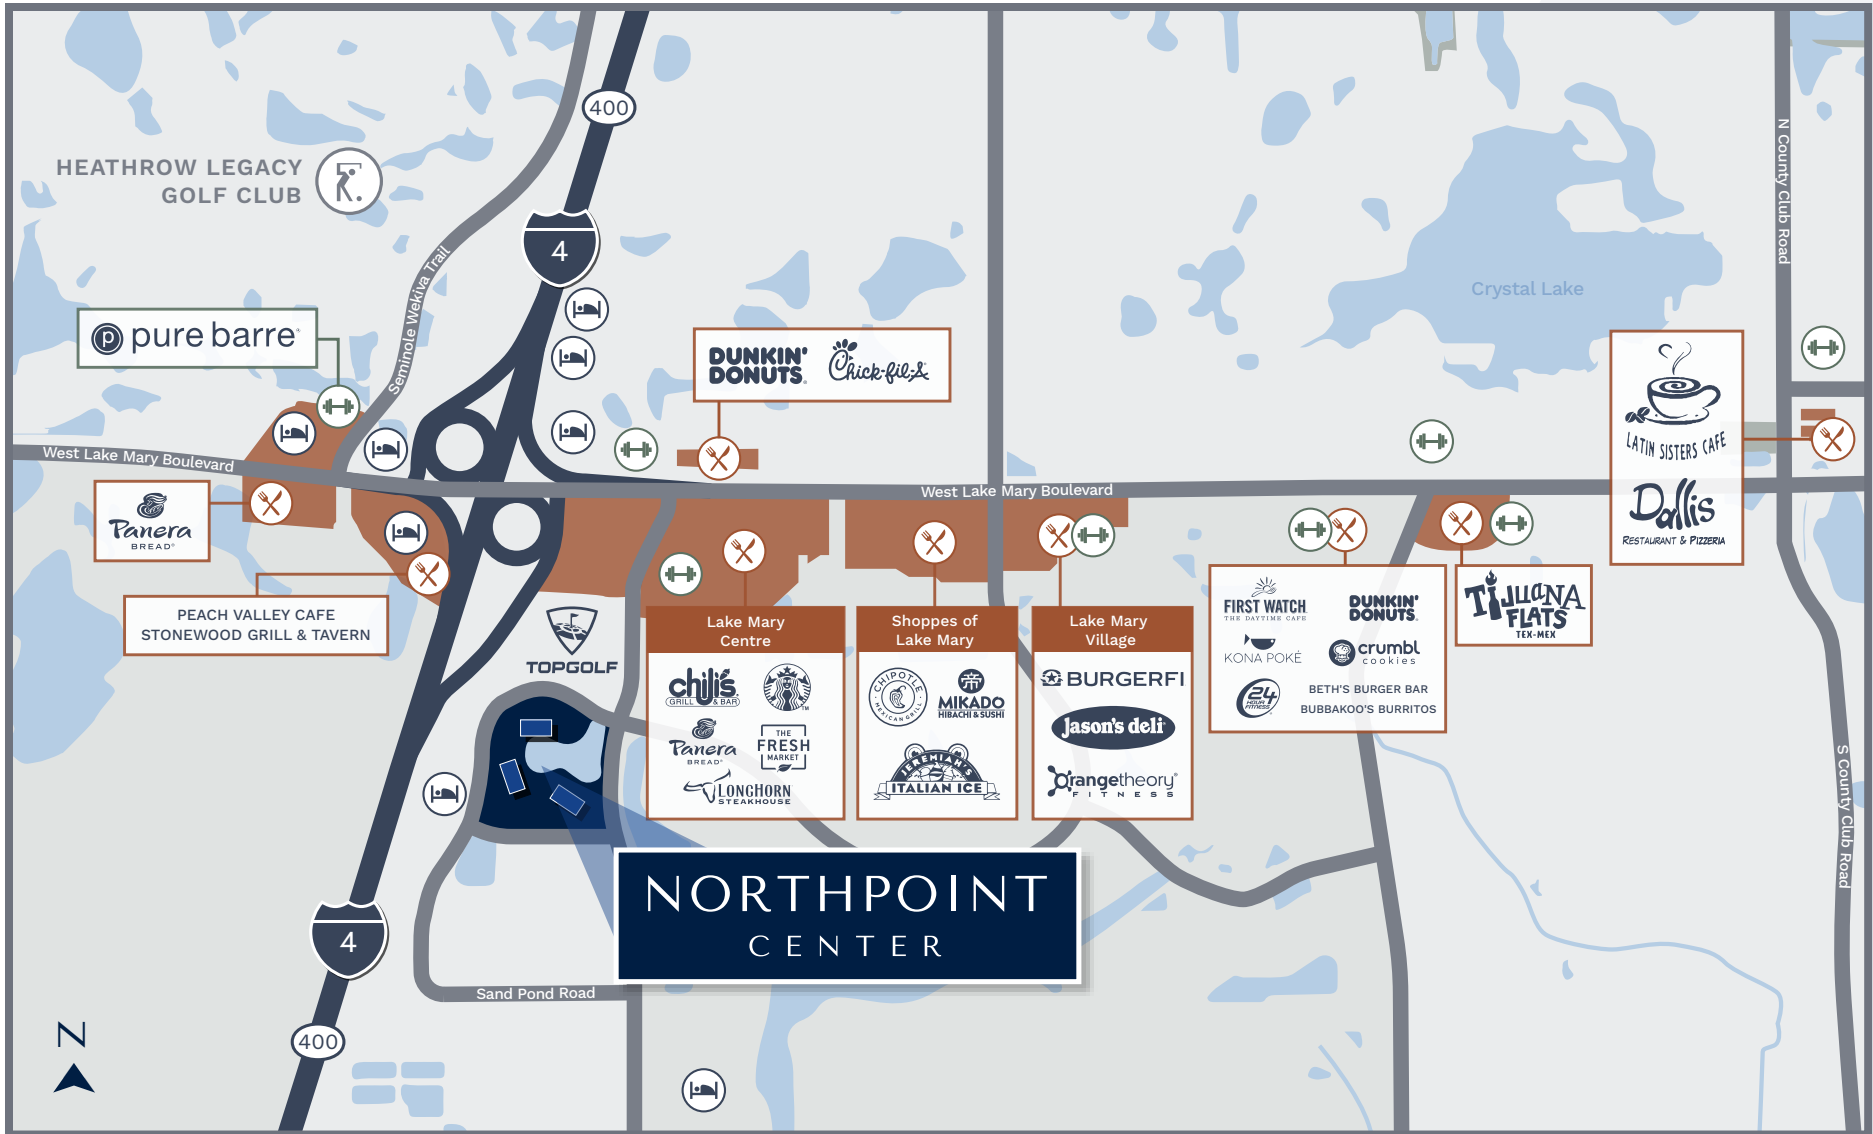 400
N County Club Road
HEATHROW LEGACY
GOLF CLUB
4
Seminole Wekiva Trail
Crystal Lake
p pure barre
DUNKIN'
DONUTS
Chick-fil-A
LATIN SISTERS CAFE
Dallis
RESTAURANT & PIZZERIA
West Lake Mary Boulevard
West Lake Mary Boulevard
Panera
BREAD
PEACH VALLEY CAFE
STONEWOOD GRILL & TAVERN
TOPGOLF
Lake Mary
Centre
chili's
GRILL & BAR
Panera
BREAD
THE
FRESH
MARKET
LONGHORN
STEAKHOUSE
Shoppes of
Lake Mary
CHIPOTLE
MEXICAN GRILL
MIKADO
HIBACHI & SUSHI
JEREMIAH'S
ITALIAN ICE
Lake Mary
Village
BURGERFI
Jason's deli
Orangetheory
FITNESS
FIRST WATCH
THE DAYTIME CAFE
DUNKIN'
DONUTS
KONA POKÉ
crumbl
cookies
24
HOUR
FITNESS
BETH'S BURGER BAR
BUBBAKOO'S BURRITOS
TIJUANA
FLATS
TEX-MEX
S County Club Road
NORTHPOINT
CENTER
4
Sand Pond Road
400
N